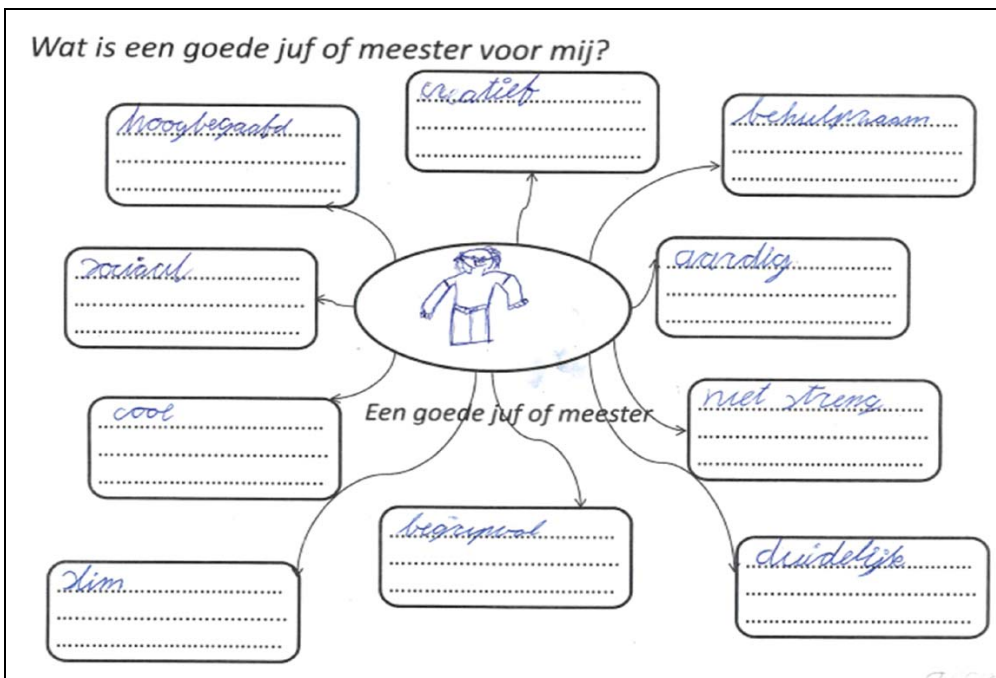 Wat is een goede juf of meester voor mij?
creatief
hoogbegaafd
behulpzaam
sociaal
aardig
cool
Een goede juf of meester
niet streng
begripvol
slim
duidelijk